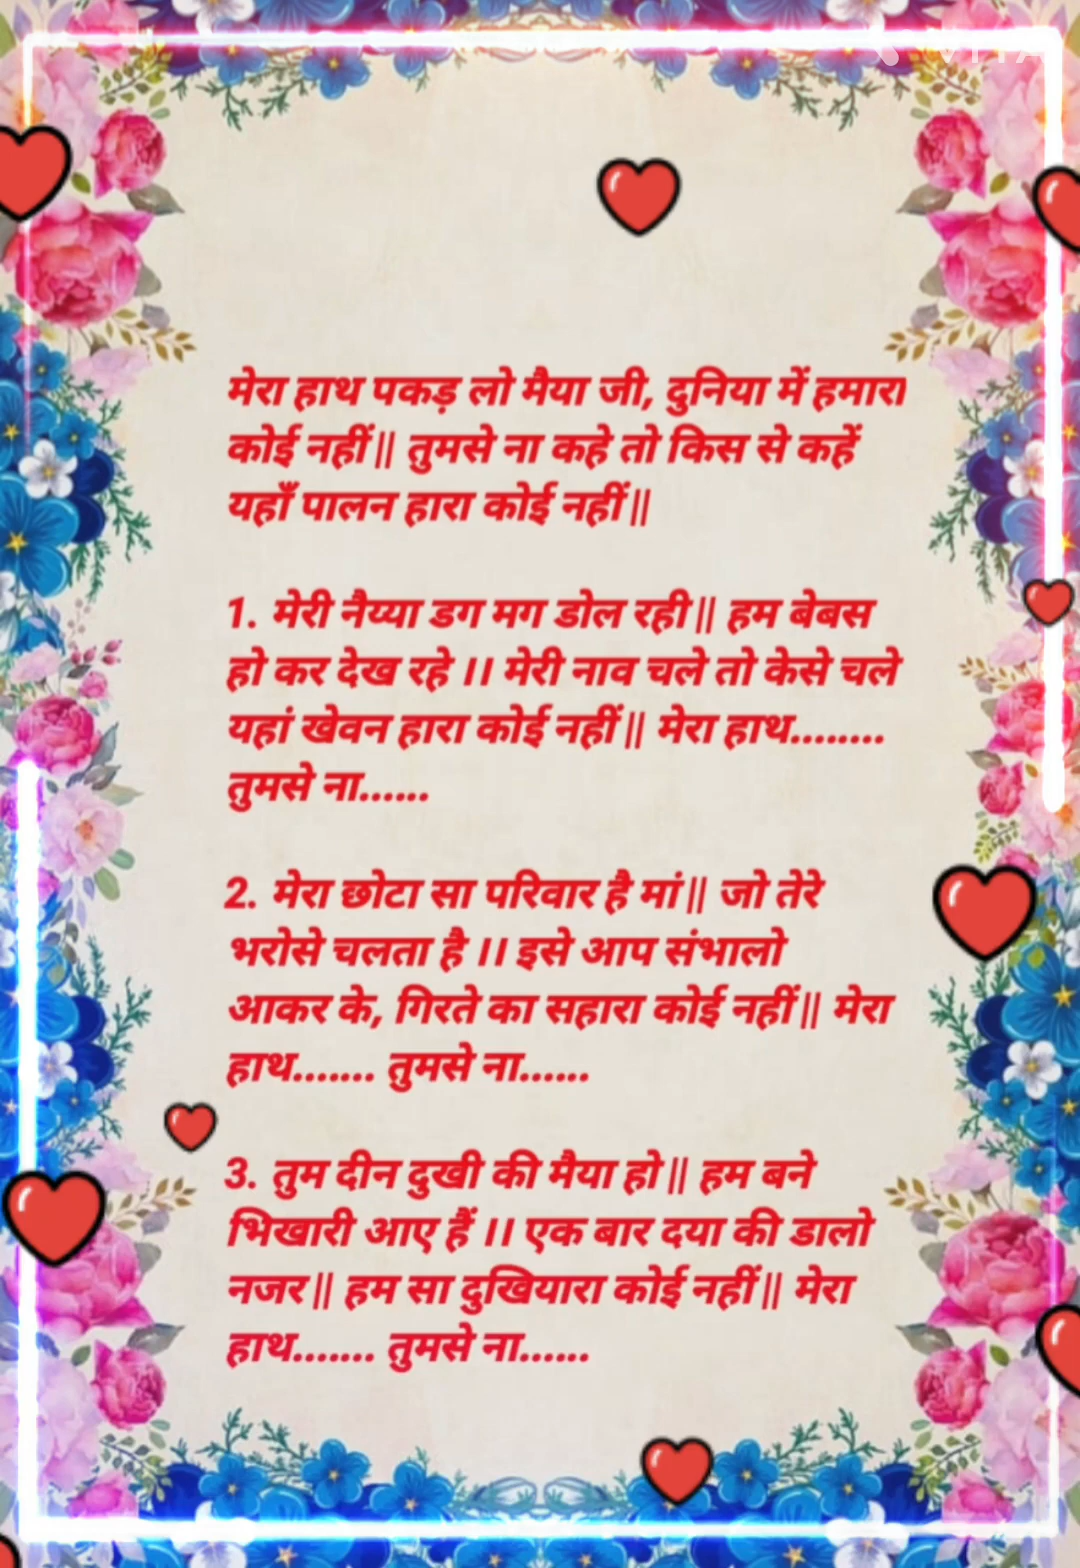 VITA
मेरा हाथ पकड़ लो मैया जी, दुनिया में हमारा
कोई नहीं|| तुमसे ना कहे तो किस से कहें
यहाँ पालन हारा कोई नहीं||
1. मेरी नैय्या डग मग डोल रही|| हम बेबस
हो कर देख रहे ।। मेरी नाव चले तो केसे चले
यहां खेवन हारा कोई नहीं|| मेरा हाथ........
तुमसे ना......
2. मेरा छोटा सा परिवार है मां|| जो तेरे
भरोसे चलता है ।। इसे आप संभालो
आकर के, गिरते का सहारा कोई नहीं|| मेरा
हाथ....... तुमसे ना......
3. तुम दीन दुखी की मैया हो|| हम बने
भिखारी आए हैं ।। एक बार दया की डालो
नजर|| हम सा दुखियारा कोई नहीं|| मेरा
हाथ....... तुमसे ना......